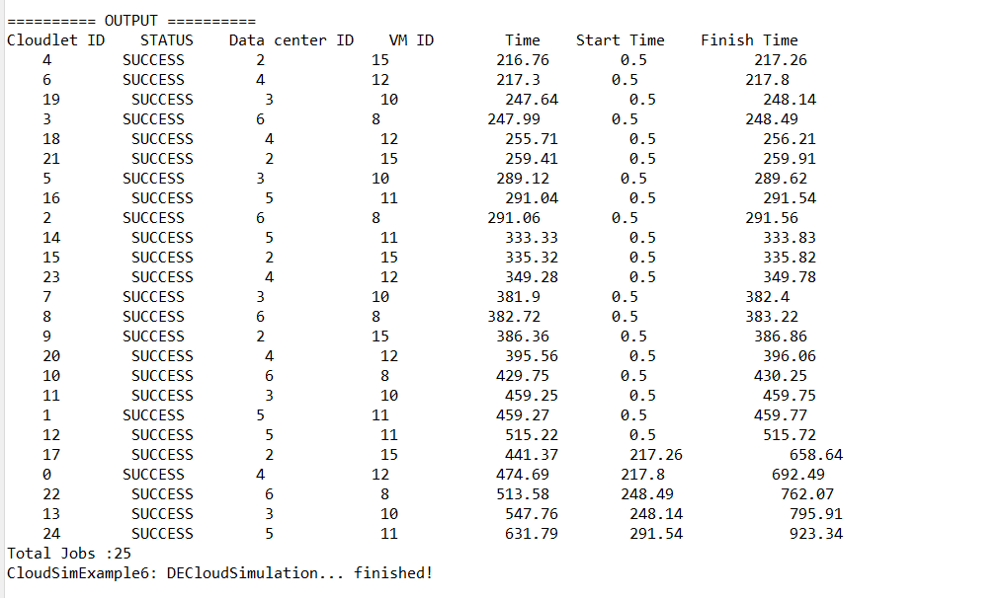 ========== OUTPUT ==========
Cloudlet ID    STATUS    Data center ID    VM ID        Time    Start Time    Finish Time
    4        SUCCESS        2            15            216.76        0.5            217.26
    6        SUCCESS        4            12            217.3        0.5            217.8
    19        SUCCESS        3            10            247.64        0.5            248.14
    3        SUCCESS        6            8            247.99        0.5            248.49
    18        SUCCESS        4            12            255.71        0.5            256.21
    21        SUCCESS        2            15            259.41        0.5            259.91
    5        SUCCESS        3            10            289.12        0.5            289.62
    16        SUCCESS        5            11            291.04        0.5            291.54
    2        SUCCESS        6            8            291.06        0.5            291.56
    14        SUCCESS        5            11            333.33        0.5            333.83
    15        SUCCESS        2            15            335.32        0.5            335.82
    23        SUCCESS        4            12            349.28        0.5            349.78
    7        SUCCESS        3            10            381.9        0.5            382.4
    8        SUCCESS        6            8            382.72        0.5            383.22
    9        SUCCESS        2            15            386.36        0.5            386.86
    20        SUCCESS        4            12            395.56        0.5            396.06
    10        SUCCESS        6            8            429.75        0.5            430.25
    11        SUCCESS        3            10            459.25        0.5            459.75
    1        SUCCESS        5            11            459.27        0.5            459.77
    12        SUCCESS        5            11            515.22        0.5            515.72
    17        SUCCESS        2            15            441.37        217.26            658.64
    0        SUCCESS        4            12            474.69        217.8            692.49
    22        SUCCESS        6            8            513.58        248.49            762.07
    13        SUCCESS        3            10            547.76        248.14            795.91
    24        SUCCESS        5            11            631.79        291.54            923.34
Total Jobs :25
CloudSimExample6: DECloudSimulation... finished!